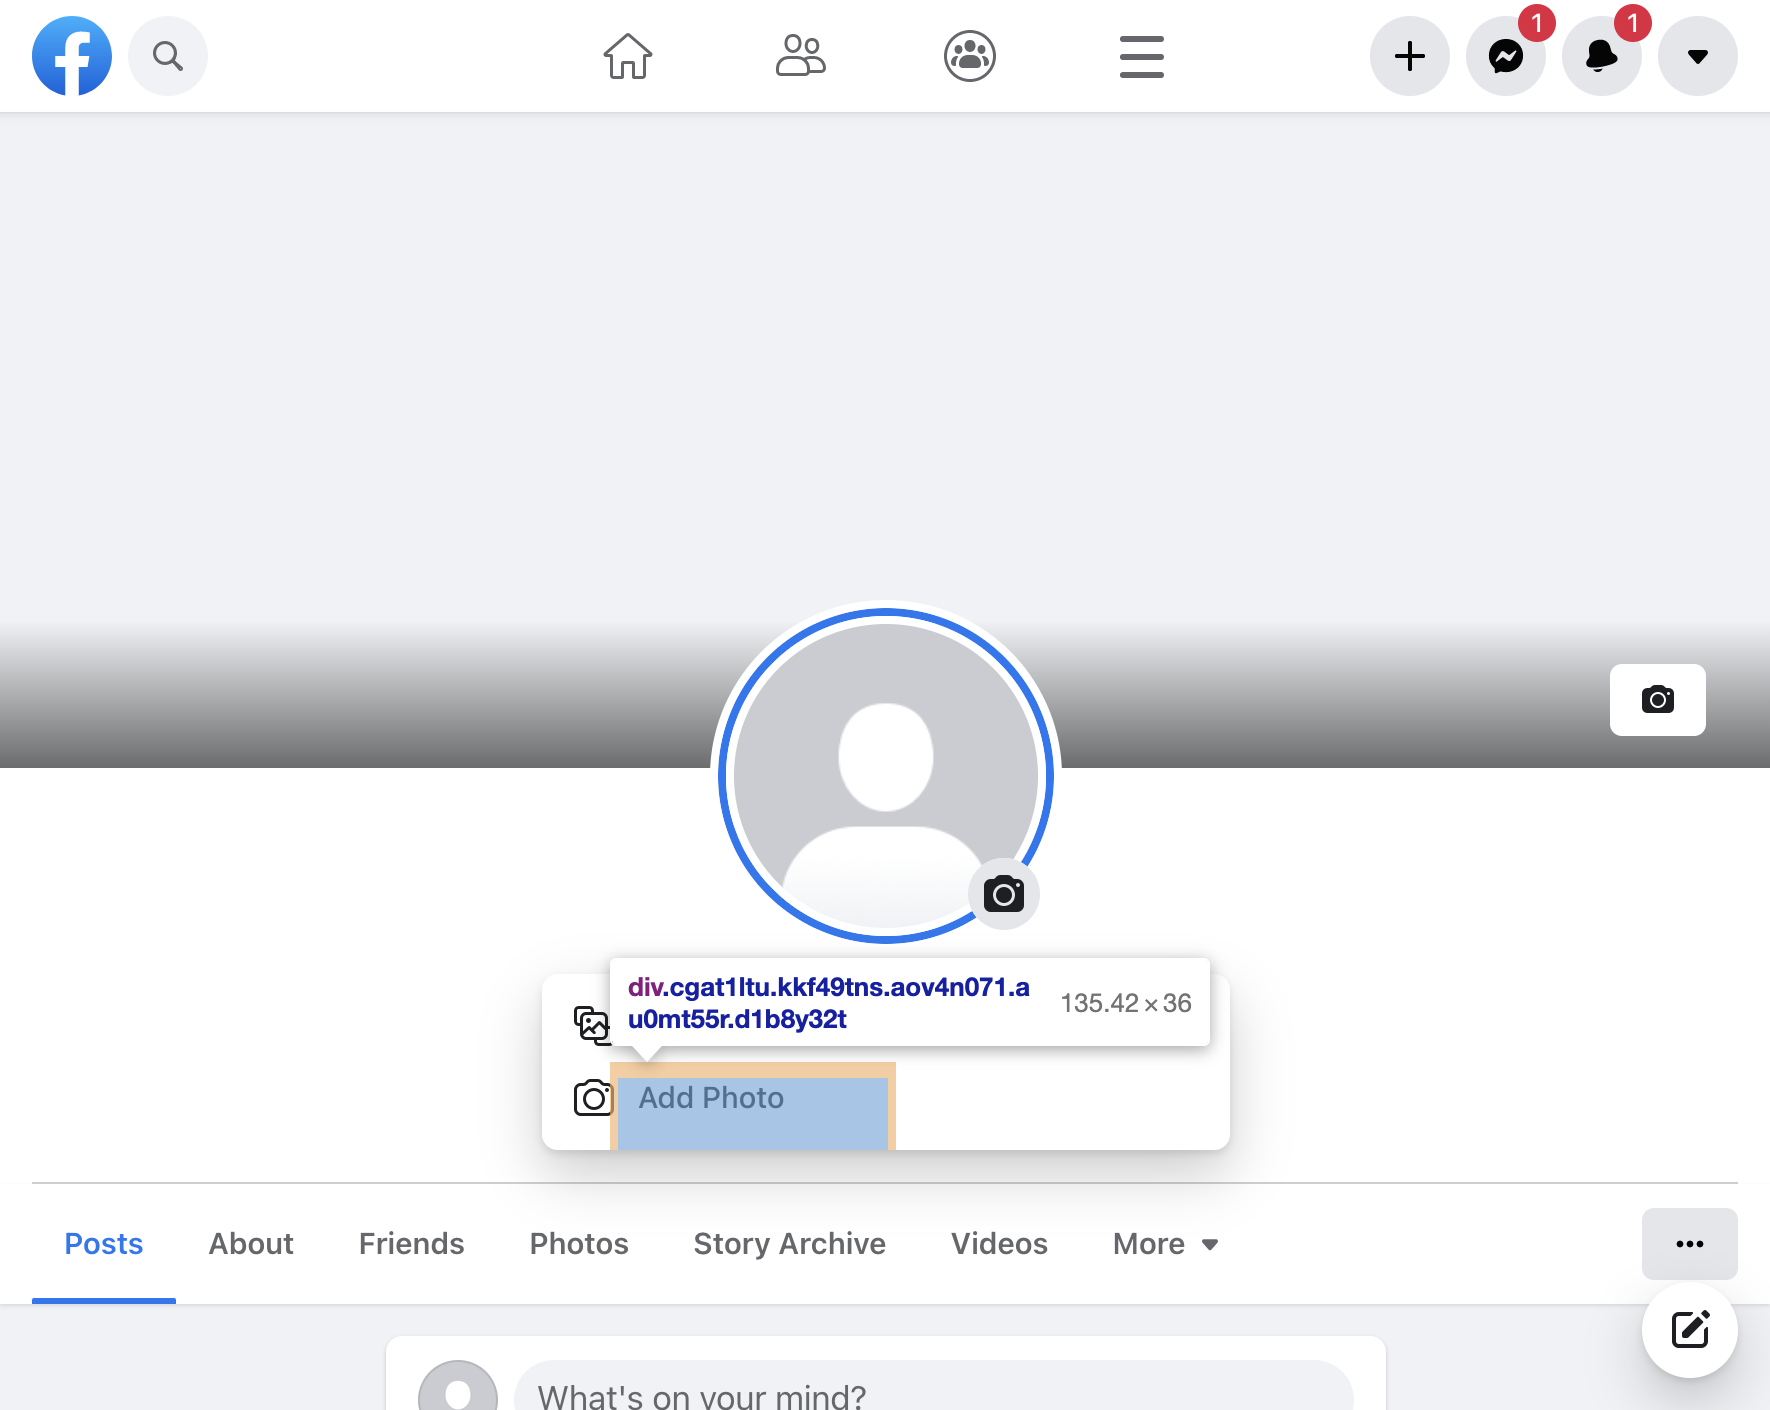 1
1
div.cgat1ltu.kkf49tns.aov4n071.a
u0mt55r.d1b8y32t
135.42 × 36
Add Photo
Posts About Friends Photos Story Archive Videos More
What's on your mind?